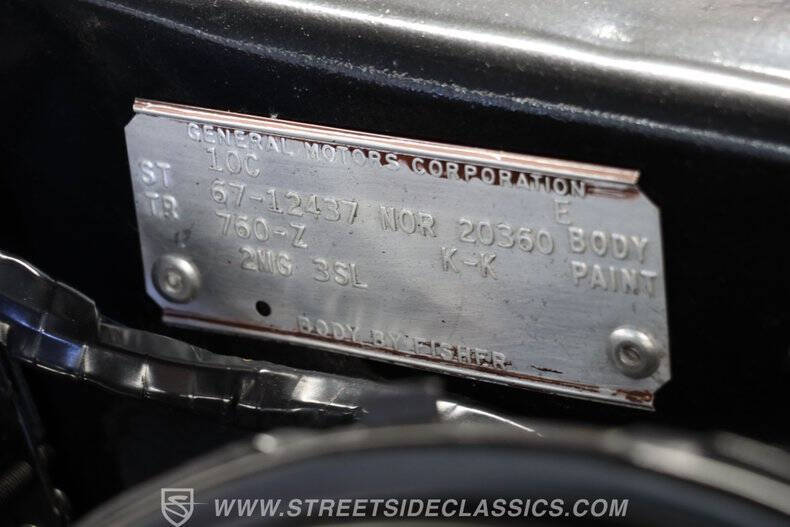 GENERAL MOTORS CORPORATION
10C E
ST 67-12437 NOR 20360 BODY
TR 760-Z K-K PAINT
2MG 3SL
BODY BY FISHER
WWW.STREETSIDECLASSICS.COM